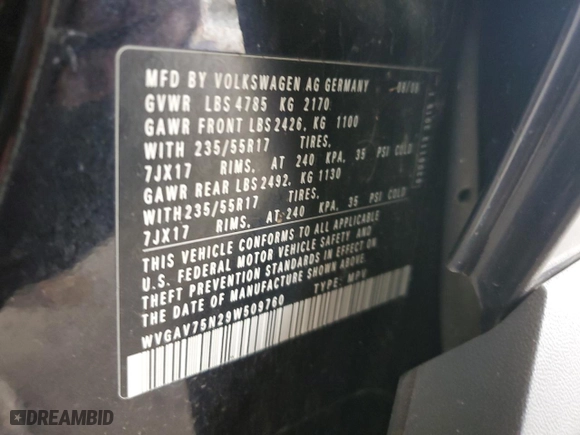 MFD BY VOLKSWAGEN AG GERMANY
GVWR LBS 4785 KG 2170
GAWR FRONT LBS 2426, KG 1100
WITH 235/55R17 TIRES,
7JX17 RIMS, AT 240 KPA, 35 PSI COLD
GAWR REAR LBS 2492, KG 1130
WITH 235/55R17 TIRES,
7JX17 RIMS, AT 240 KPA, 35 PSI COLD
THIS VEHICLE CONFORMS TO ALL APPLICABLE
U.S. FEDERAL MOTOR VEHICLE SAFETY AND
THEFT PREVENTION STANDARDS IN EFFECT ON
THE DATE OF MANUFACTURE SHOWN ABOVE.
WVGAV75N29W509760 TYPE: MPV
DREAMBID